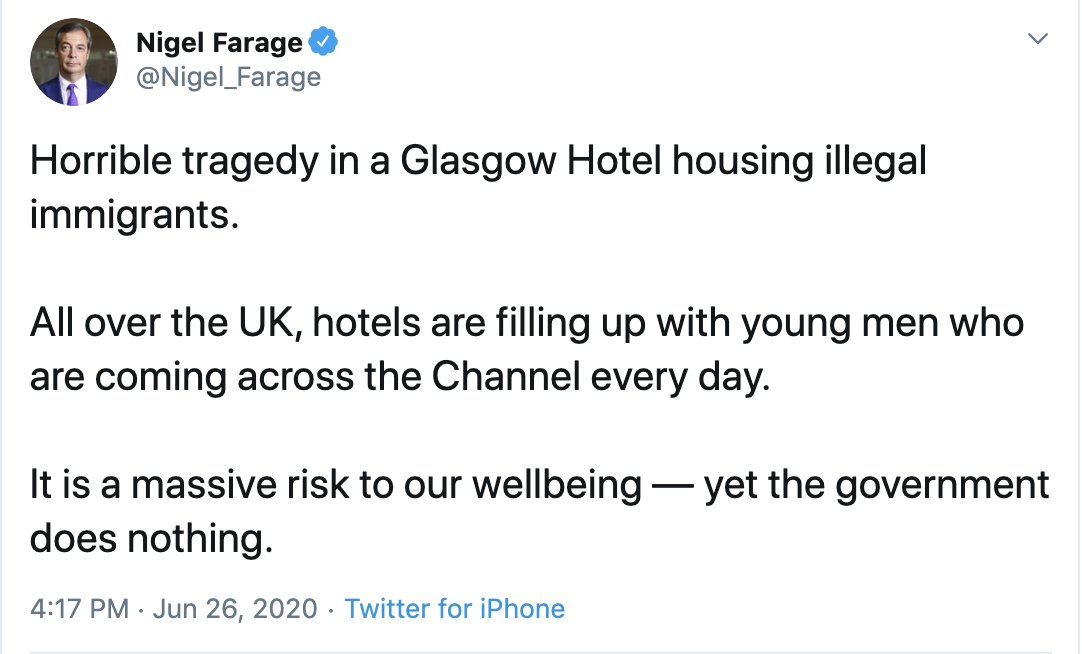 Nigel Farage
@Nigel_Farage
Horrible tragedy in a Glasgow Hotel housing illegal
immigrants.
All over the UK, hotels are filling up with young men who
are coming across the Channel every day.
It is a massive risk to our wellbeing — yet the government
does nothing.
4:17 PM · Jun 26, 2020 · Twitter for iPhone